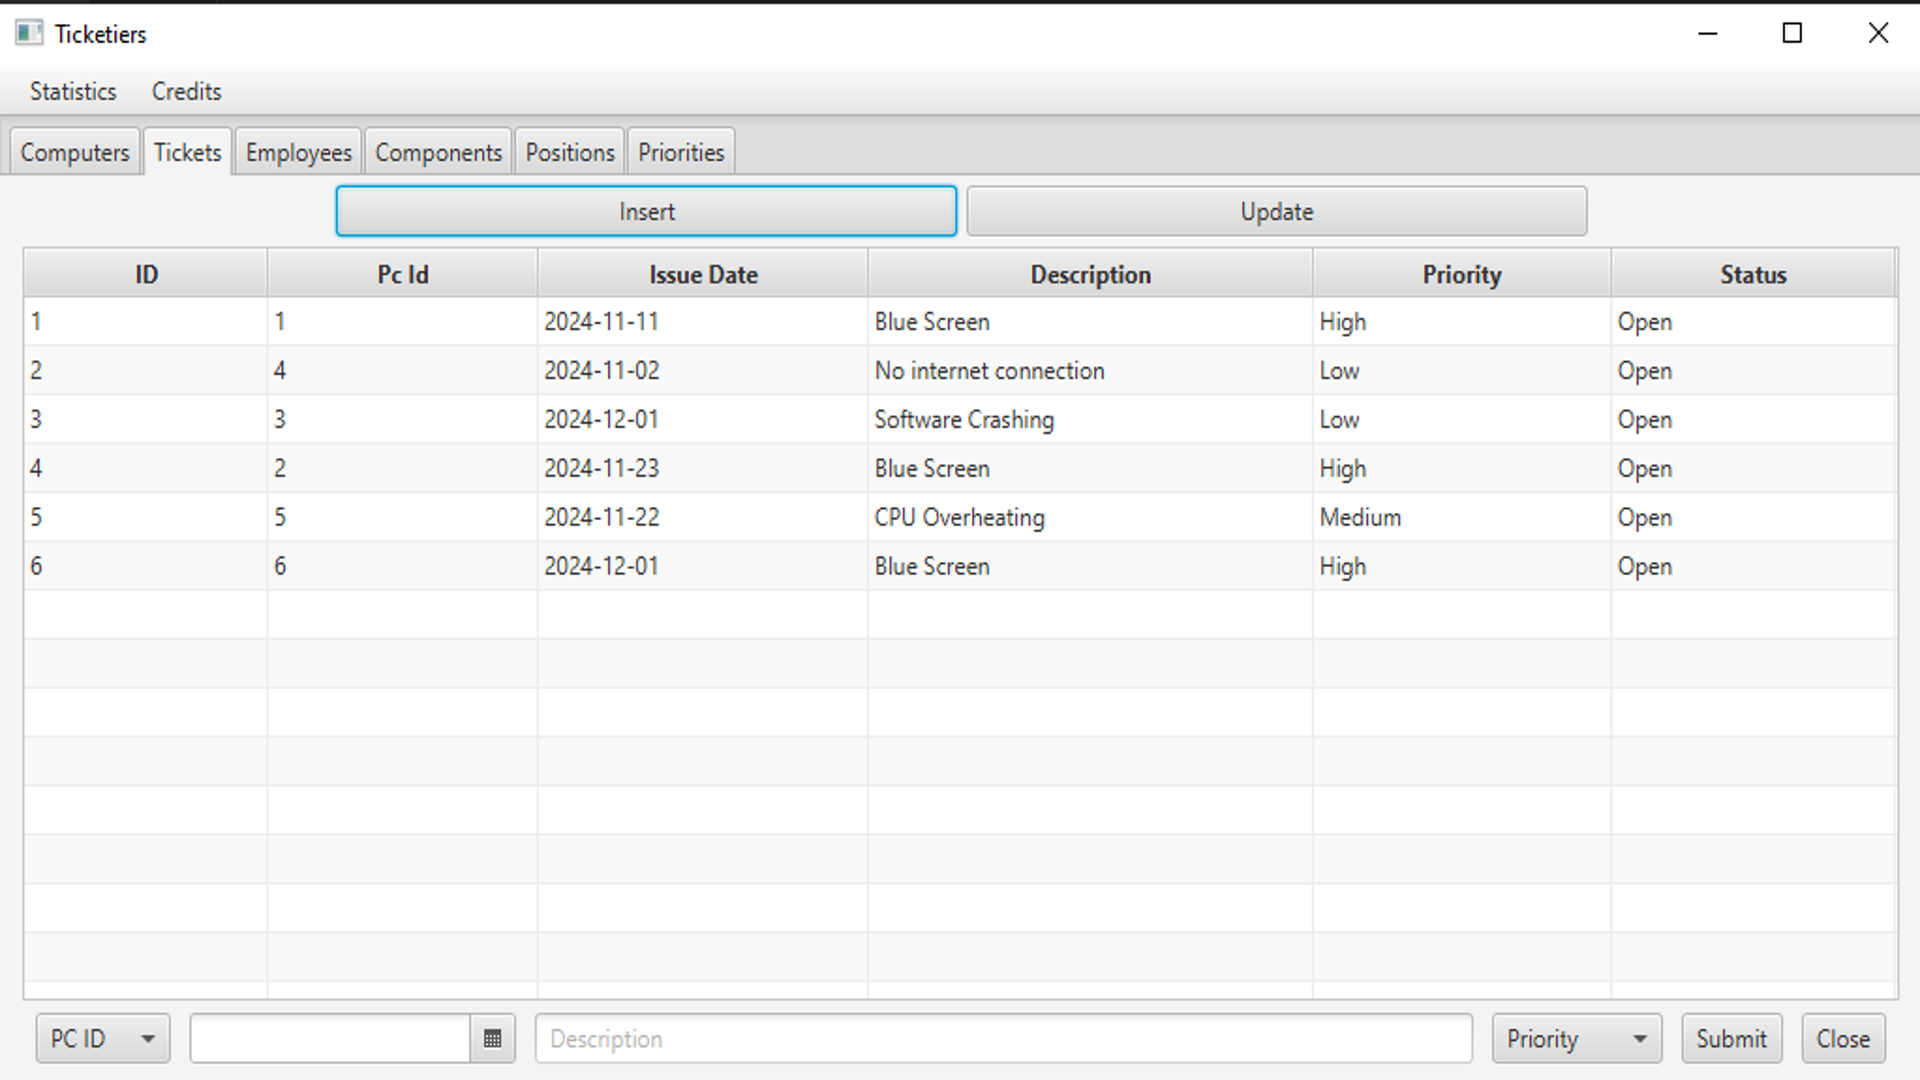 Ticketiers
Statistics Credits
Computers Tickets Employees Components Positions Priorities
Insert Update
ID Pc Id Issue Date Description Priority Status
1 1 2024-11-11 Blue Screen High Open
2 4 2024-11-02 No internet connection Low Open
3 3 2024-12-01 Software Crashing Low Open
4 2 2024-11-23 Blue Screen High Open
5 5 2024-11-22 CPU Overheating Medium Open
6 6 2024-12-01 Blue Screen High Open
PC ID Description Priority Submit Close